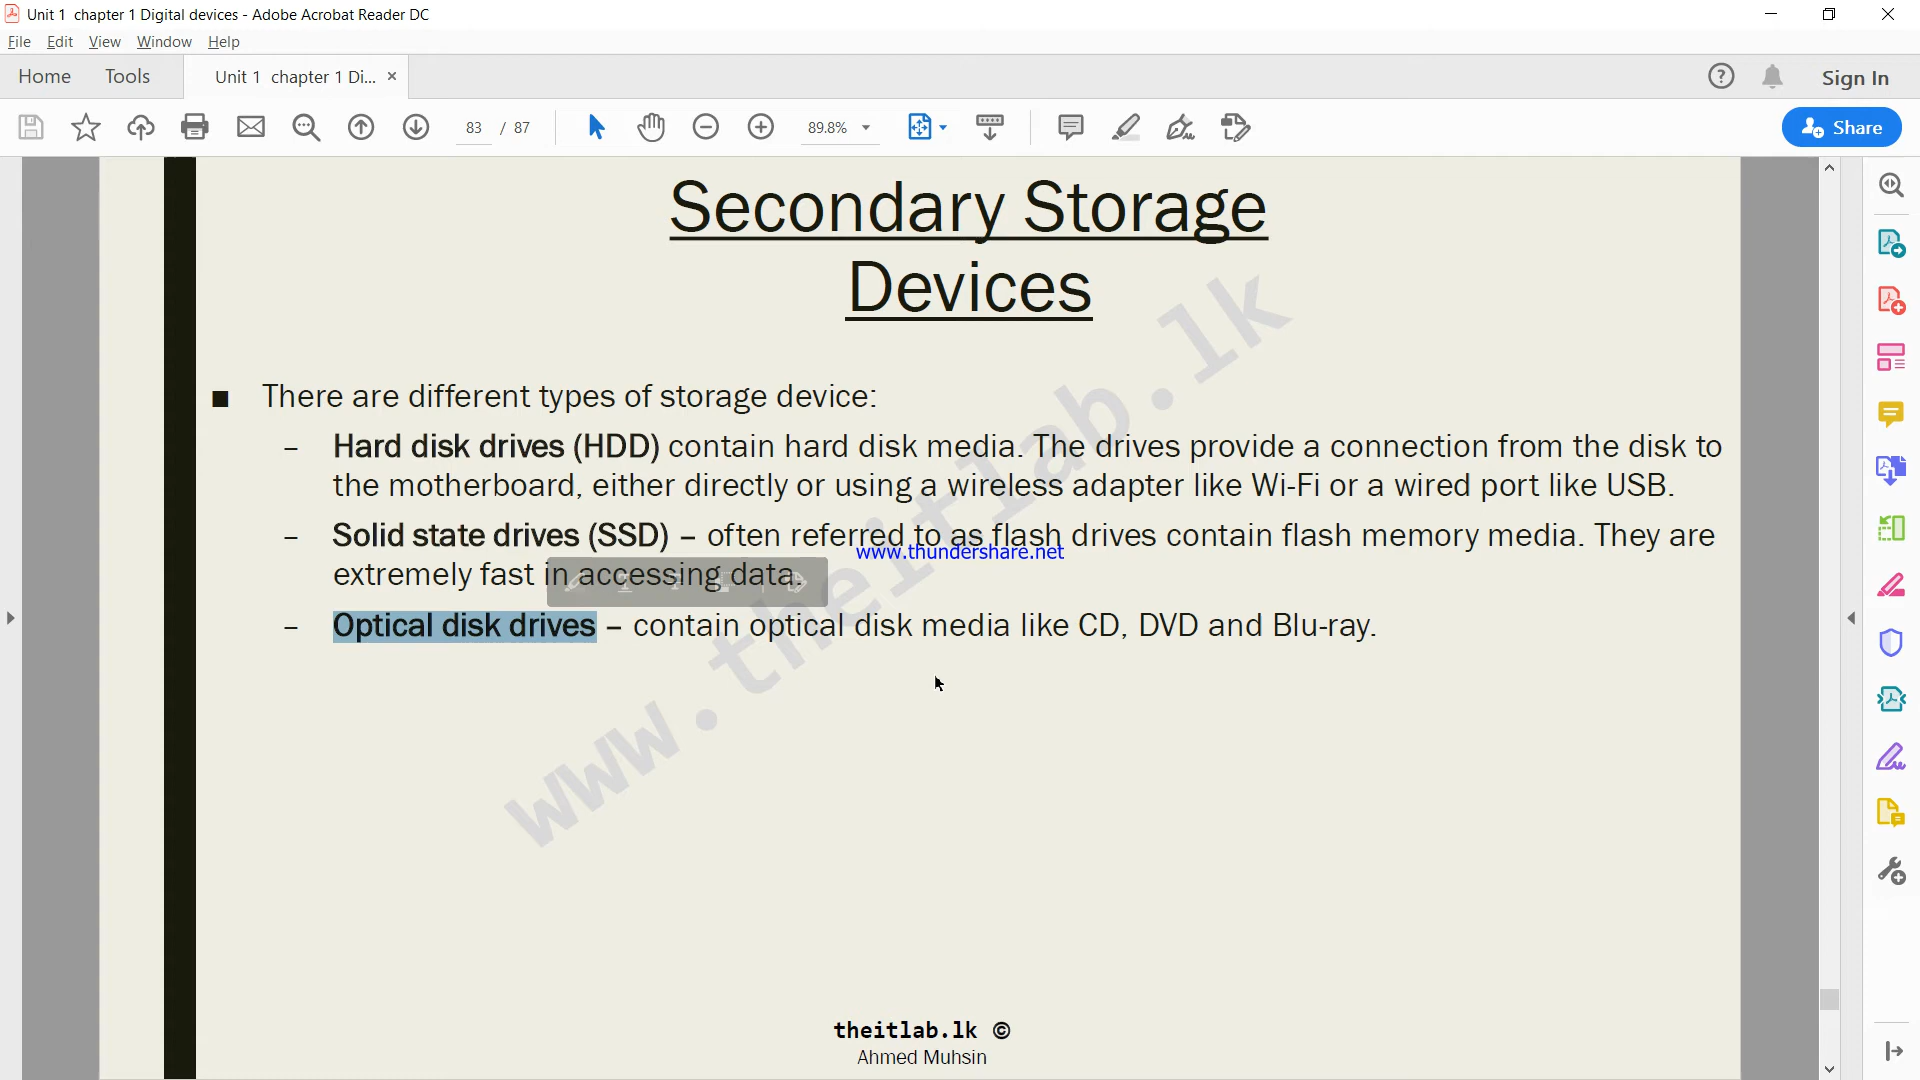 Unit 1 chapter 1 Digital devices - Adobe Acrobat Reader DC
File Edit View Window Help
Home Tools Unit 1 chapter 1 Di... × Sign In
83 / 87 89.8% Share
Secondary Storage
Devices
■ There are different types of storage device:
– Hard disk drives (HDD) contain hard disk media. The drives provide a connection from the disk to
the motherboard, either directly or using a wireless adapter like Wi-Fi or a wired port like USB.
– Solid state drives (SSD) – often referred to as flash drives contain flash memory media. They are
www.thundershare.net
extremely fast in accessing data.
– Optical disk drives – contain optical disk media like CD, DVD and Blu-ray.
www.theitlab.lk
theitlab.lk ©
Ahmed Muhsin